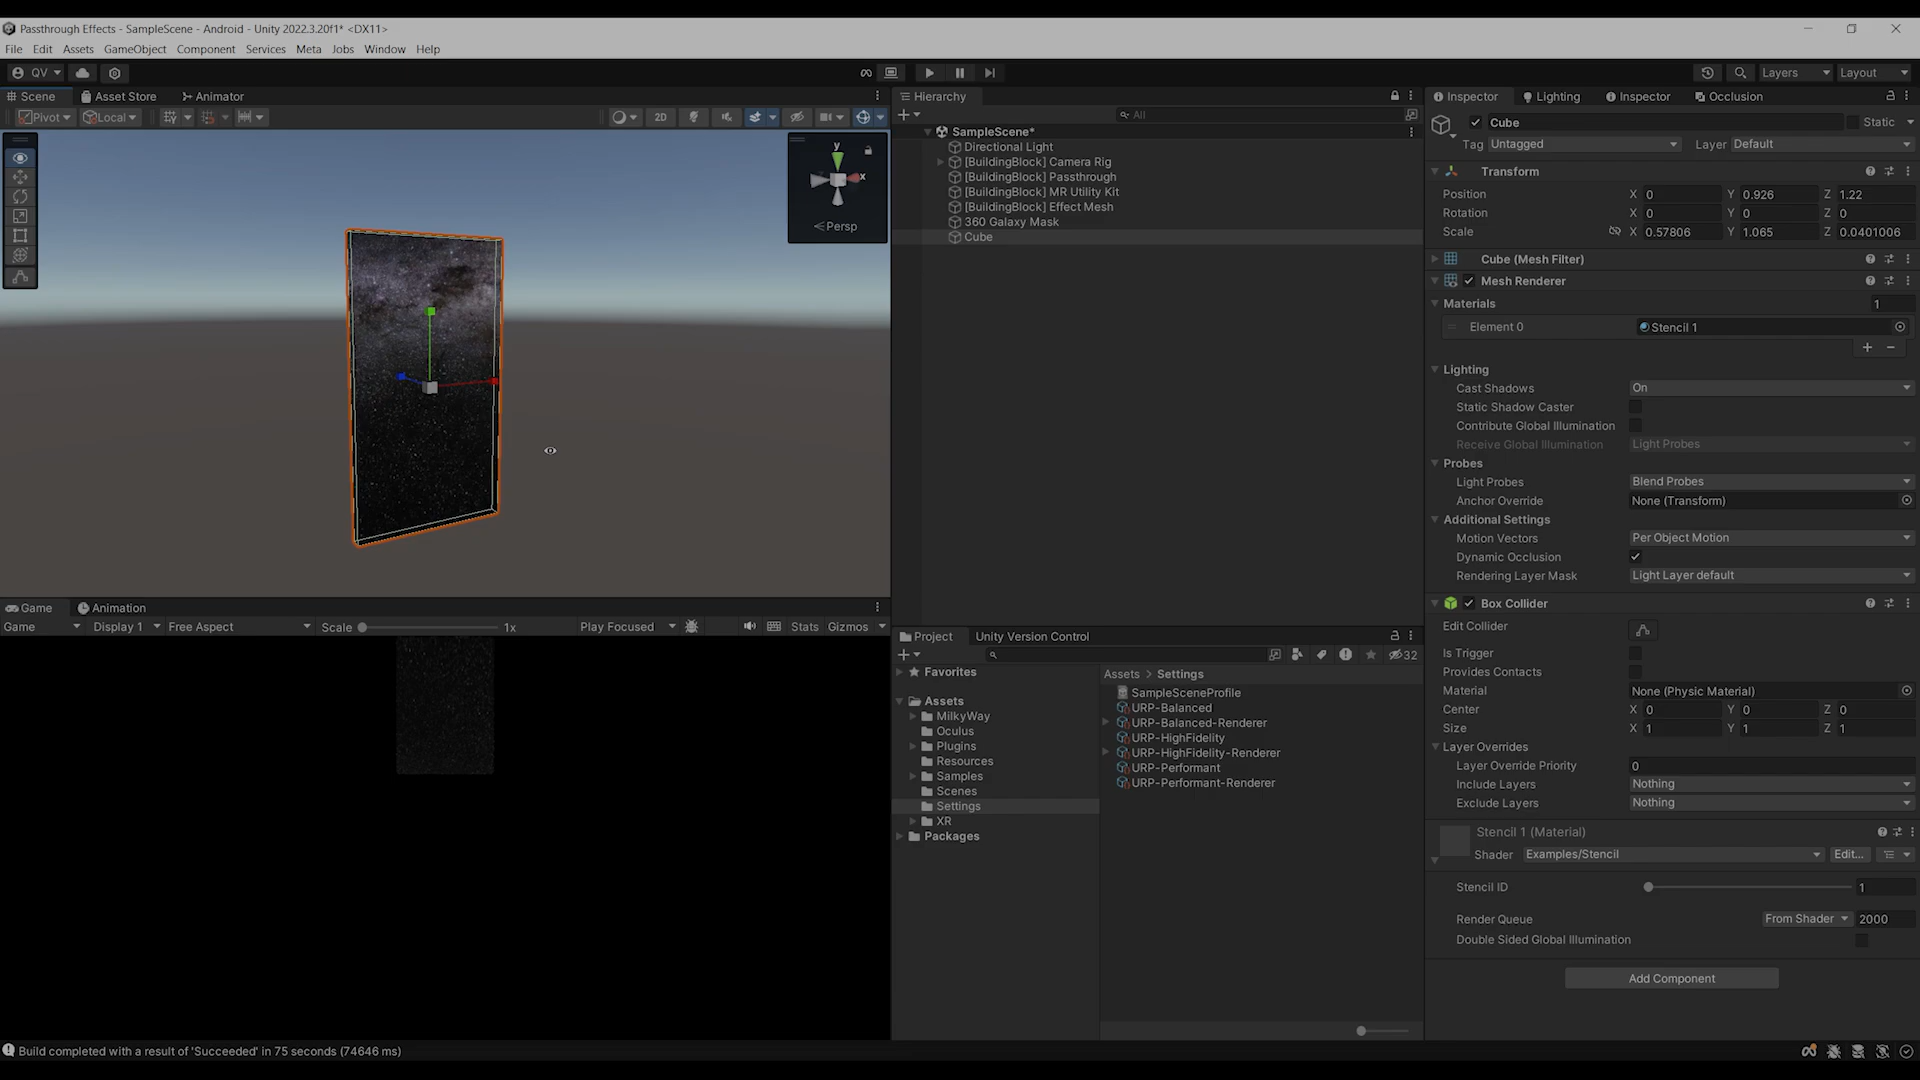 Passthrough Effects - SampleScene - Android - Unity 2022.3.20f1* <DX11>
File Edit Assets GameObject Component Services Meta Jobs Window Help
QV Layers Layout
Scene Asset Store Animator
Pivot Local 2D
y
x
Persp
Game Animation
Game Display 1 Free Aspect Scale 1x Play Focused Stats Gizmos
Hierarchy
All
SampleScene*
Directional Light
[BuildingBlock] Camera Rig
[BuildingBlock] Passthrough
[BuildingBlock] MR Utility Kit
[BuildingBlock] Effect Mesh
360 Galaxy Mask
Cube
Project Unity Version Control
32
Favorites
Assets
MilkyWay
Oculus
Plugins
Resources
Samples
Scenes
Settings
XR
Packages
Assets > Settings
SampleSceneProfile
URP-Balanced
URP-Balanced-Renderer
URP-HighFidelity
URP-HighFidelity-Renderer
URP-Performant
URP-Performant-Renderer
Inspector Lighting Inspector Occlusion
Cube Static
Tag Untagged Layer Default
Transform
Position X 0 Y 0.926 Z 1.22
Rotation X 0 Y 0 Z 0
Scale X 0.57806 Y 1.065 Z 0.0401006
Cube (Mesh Filter)
Mesh Renderer
Materials 1
Element 0 Stencil 1
Lighting
Cast Shadows On
Static Shadow Caster
Contribute Global Illumination
Receive Global Illumination Light Probes
Probes
Light Probes Blend Probes
Anchor Override None (Transform)
Additional Settings
Motion Vectors Per Object Motion
Dynamic Occlusion
Rendering Layer Mask Light Layer default
Box Collider
Edit Collider
Is Trigger
Provides Contacts
Material None (Physic Material)
Center X 0 Y 0 Z 0
Size X 1 Y 1 Z 1
Layer Overrides
Layer Override Priority 0
Include Layers Nothing
Exclude Layers Nothing
Stencil 1 (Material)
Shader Examples/Stencil Edit...
Stencil ID 1
Render Queue From Shader 2000
Double Sided Global Illumination
Add Component
Build completed with a result of 'Succeeded' in 75 seconds (74646 ms)